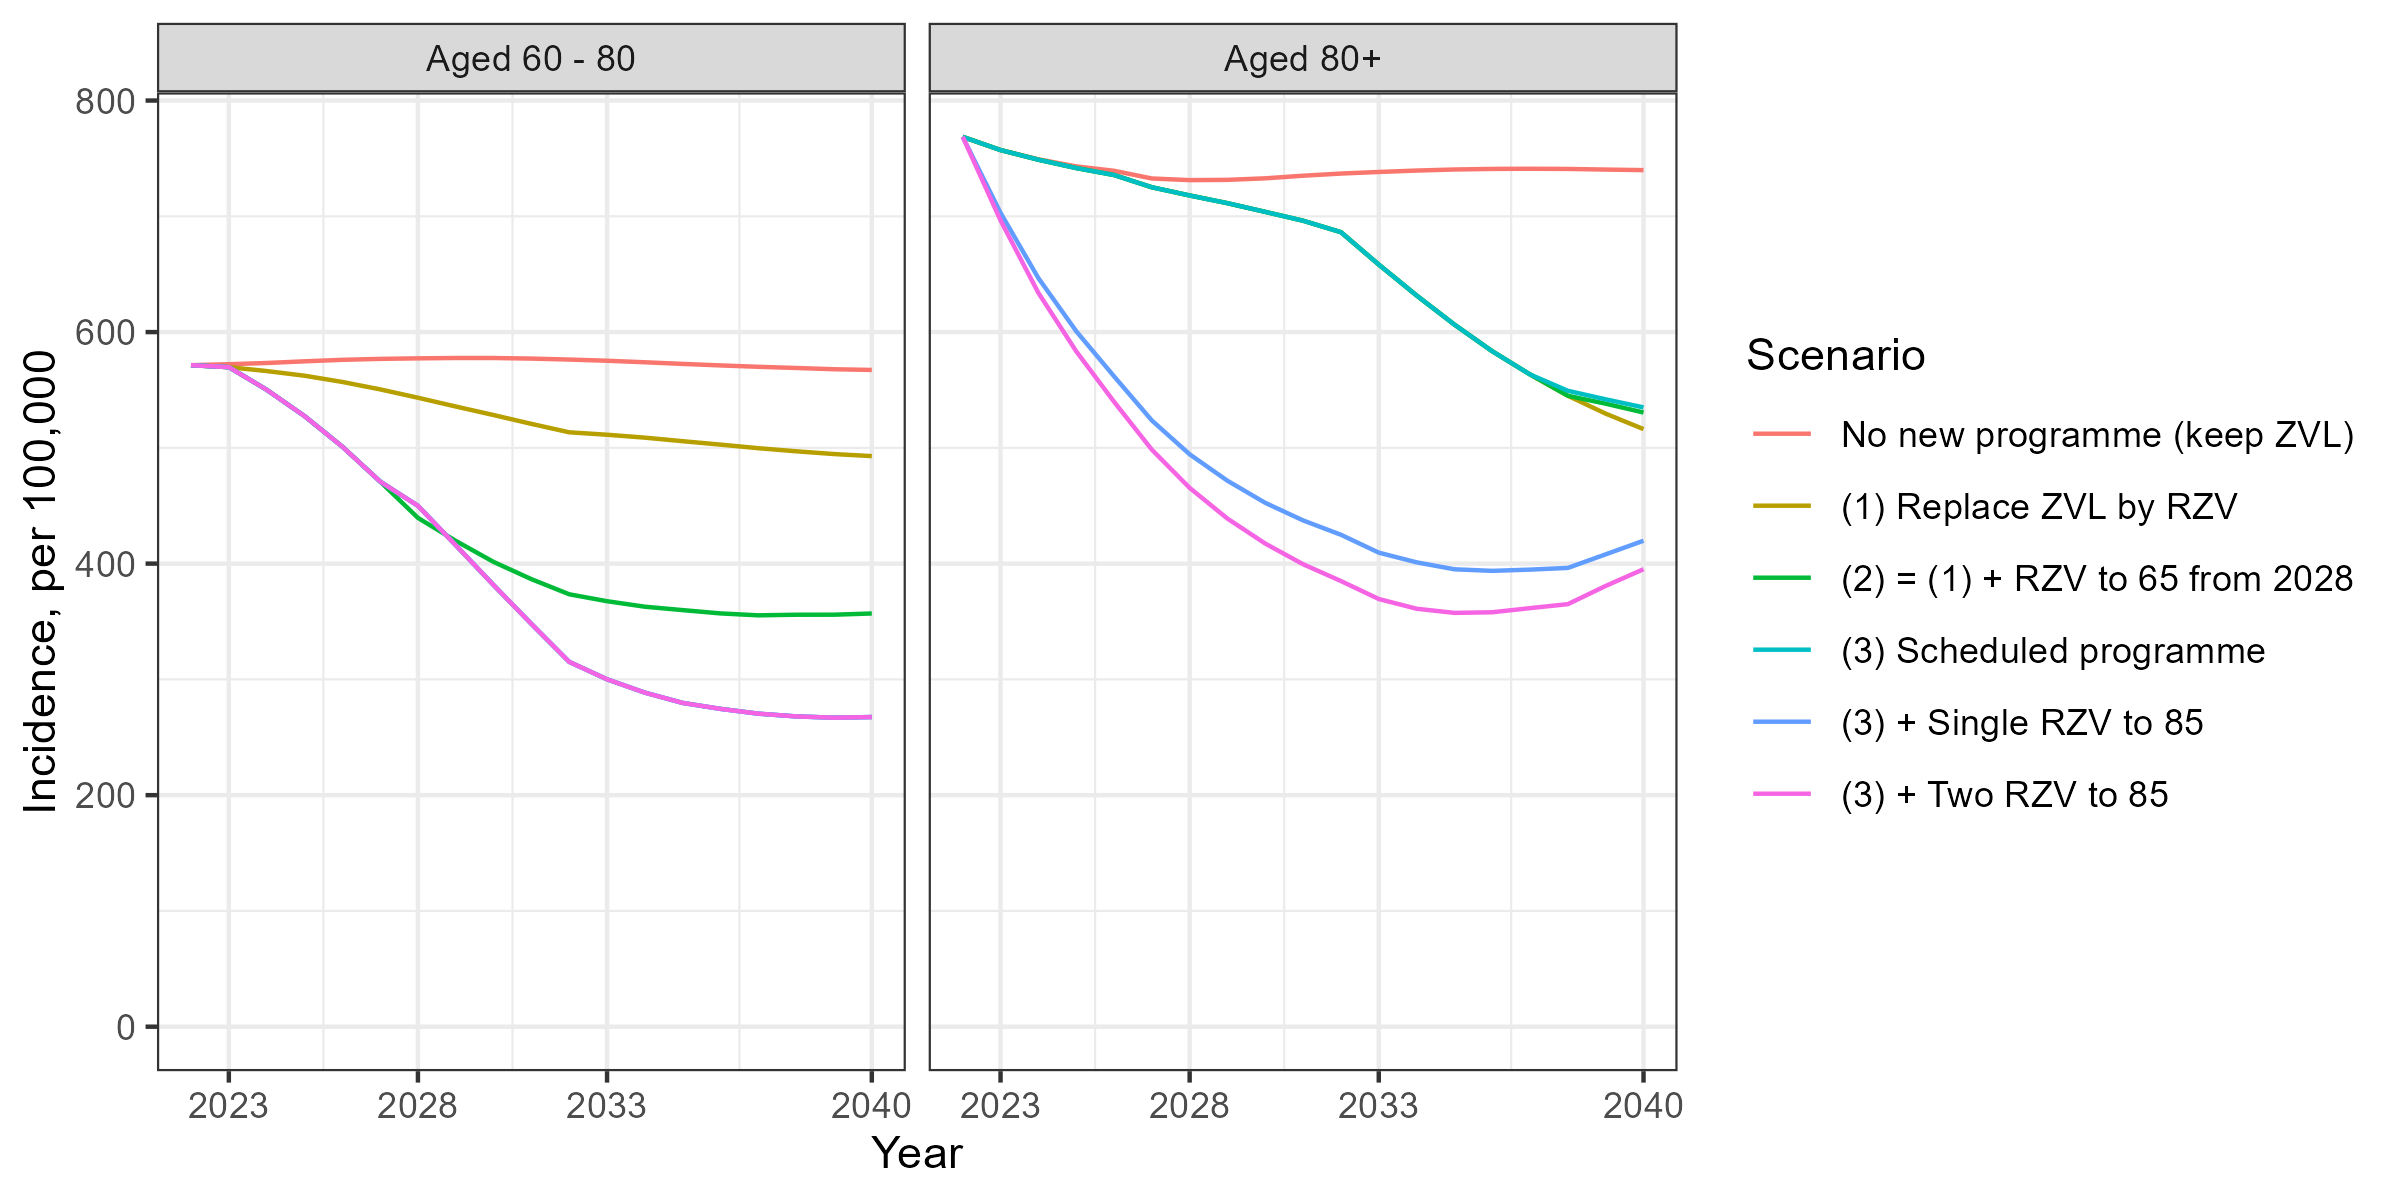 Aged 60 - 80
Aged 80+
800
600
400
200
0
Incidence, per 100,000
2023
2028
2033
2040
2023
2028
2033
2040
Year
Scenario
No new programme (keep ZVL)
(1) Replace ZVL by RZV
(2) = (1) + RZV to 65 from 2028
(3) Scheduled programme
(3) + Single RZV to 85
(3) + Two RZV to 85